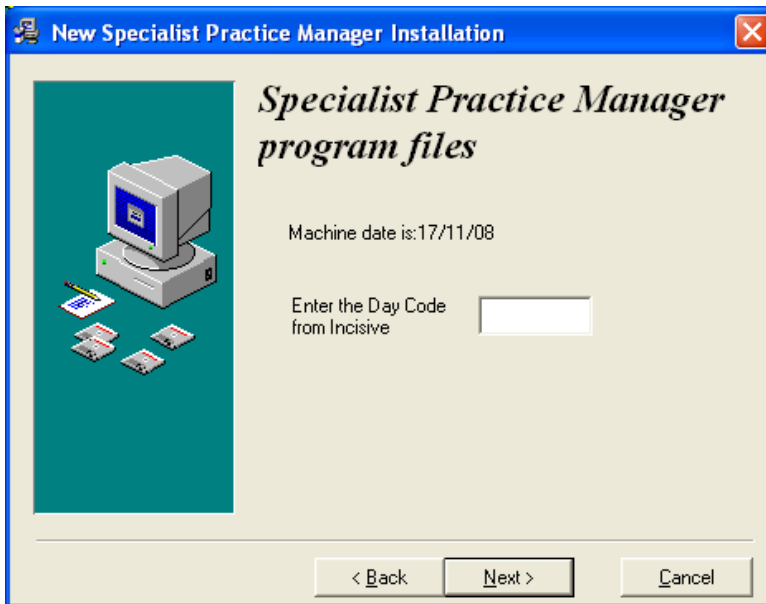 New Specialist Practice Manager Installation
Specialist Practice Manager
program files
Machine date is:17/11/08
Enter the Day Code
from Incisive
< Back
Next >
Cancel